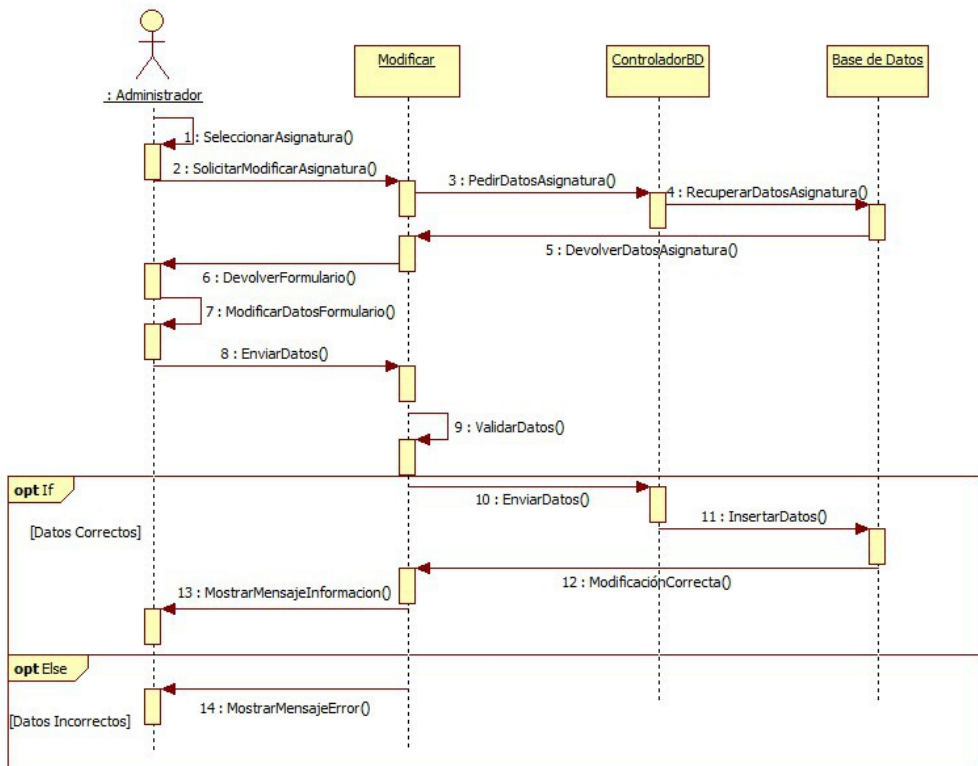 : Administrador
Modificar
ControladorBD
Base de Datos
1 : SeleccionarAsignatura()
2 : SolicitarModificarAsignatura()
3 : PedirDatosAsignatura()
4 : RecuperarDatosAsignatura()
5 : DevolverDatosAsignatura()
6 : DevolverFormulario()
7 : ModificarDatosFormulario()
8 : EnviarDatos()
9 : ValidarDatos()
opt If
[Datos Correctos]
10 : EnviarDatos()
11 : InsertarDatos()
12 : ModificaciónCorrecta()
13 : MostrarMensajeInformacion()
opt Else
[Datos Incorrectos]
14 : MostrarMensajeError()